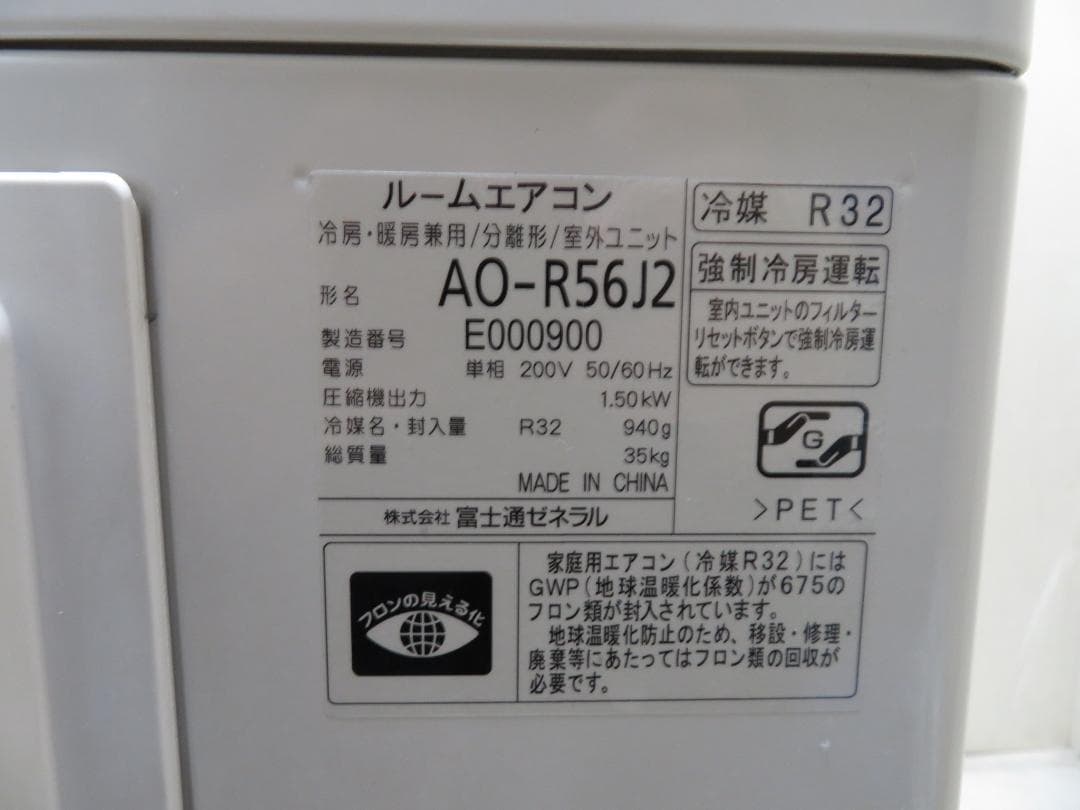 ルームエアコン
冷房・暖房兼用/分離形/室外ユニット
形名 AO-R56J2
製造番号 E000900
電源 単相 200V 50/60Hz
圧縮機出力 1.50kW
冷媒名・封入量 R32 940g
総質量 35kg
MADE IN CHINA
株式会社 富士通ゼネラル
冷媒 R32
強制冷房運転
室内ユニットのフィルター
リセットボタンで強制冷房運
転ができます。
G
>PET<
フロンの見える化
家庭用エアコン(冷媒R32)には
GWP(地球温暖化係数)が675の
フロン類が封入されています。
地球温暖化防止のため、移設・修理・
廃棄等にあたってはフロン類の回収が
必要です。